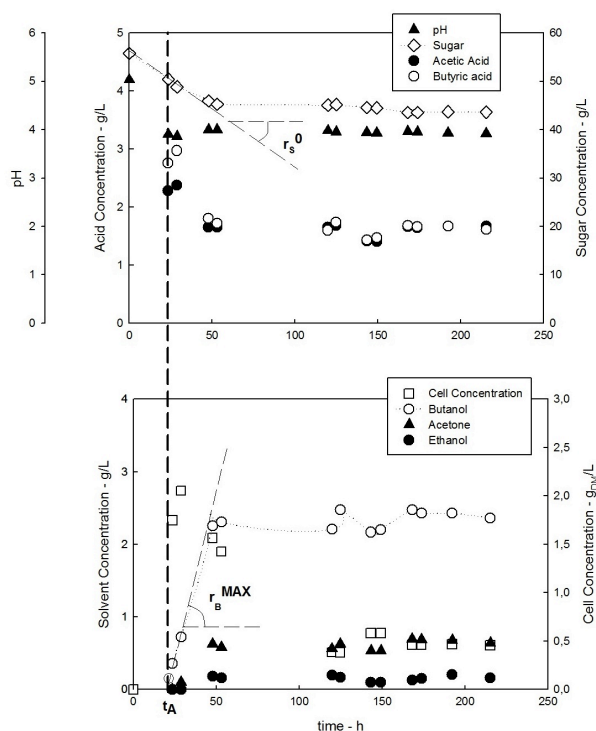 pH
Sugar
Acetic Acid
Butyric acid
6 5 60
5 4 50
4 3 40
3 30
2 2 20
1 1 10
0 0 0
pH
Acid Concentration - g/L
Sugar Concentration - g/L
rS0
0 50 100 150 200 250
Cell Concentration
Butanol
Acetone
Ethanol
4 3,0
2,5
3 2,0
2 1,5
1,0
1 0,5
0 0,0
Solvent Concentration - g/L
Cell Concentration - gDM/L
rBMAX
0 50 100 150 200 250
tA
time - h